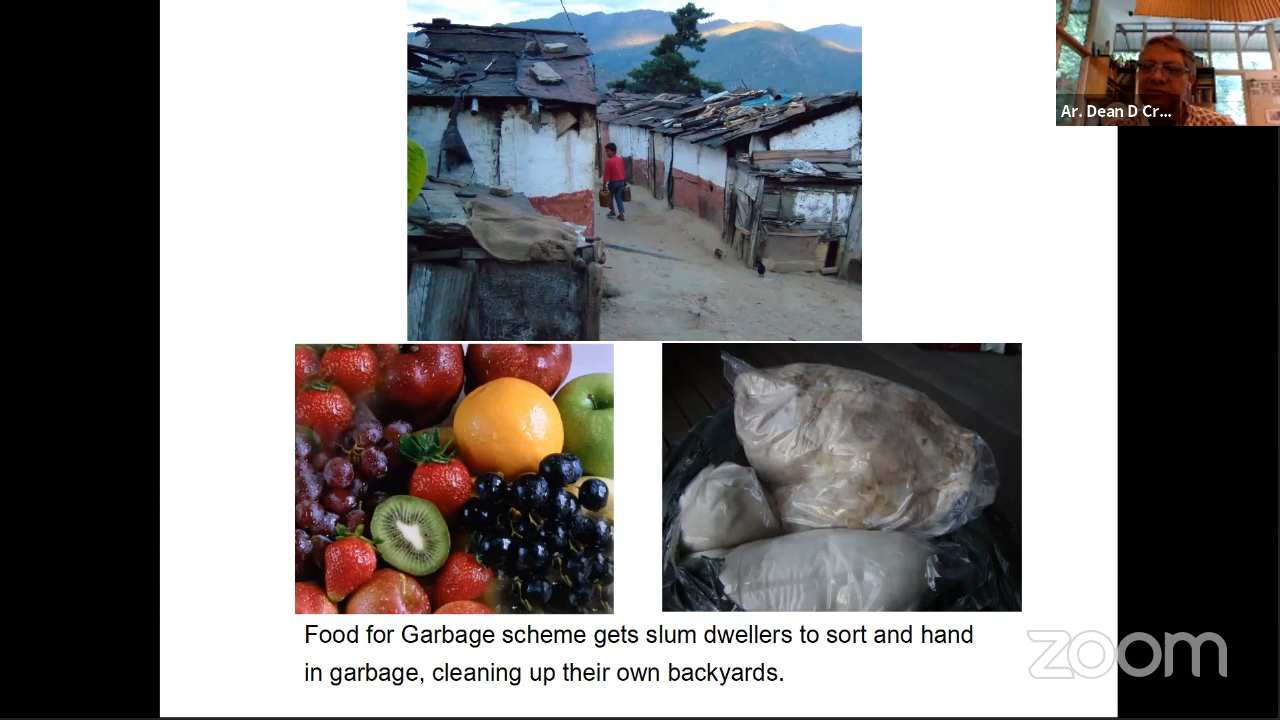 Ar. Dean D Cr...
Food for Garbage scheme gets slum dwellers to sort and hand
in garbage, cleaning up their own backyards.
zoom